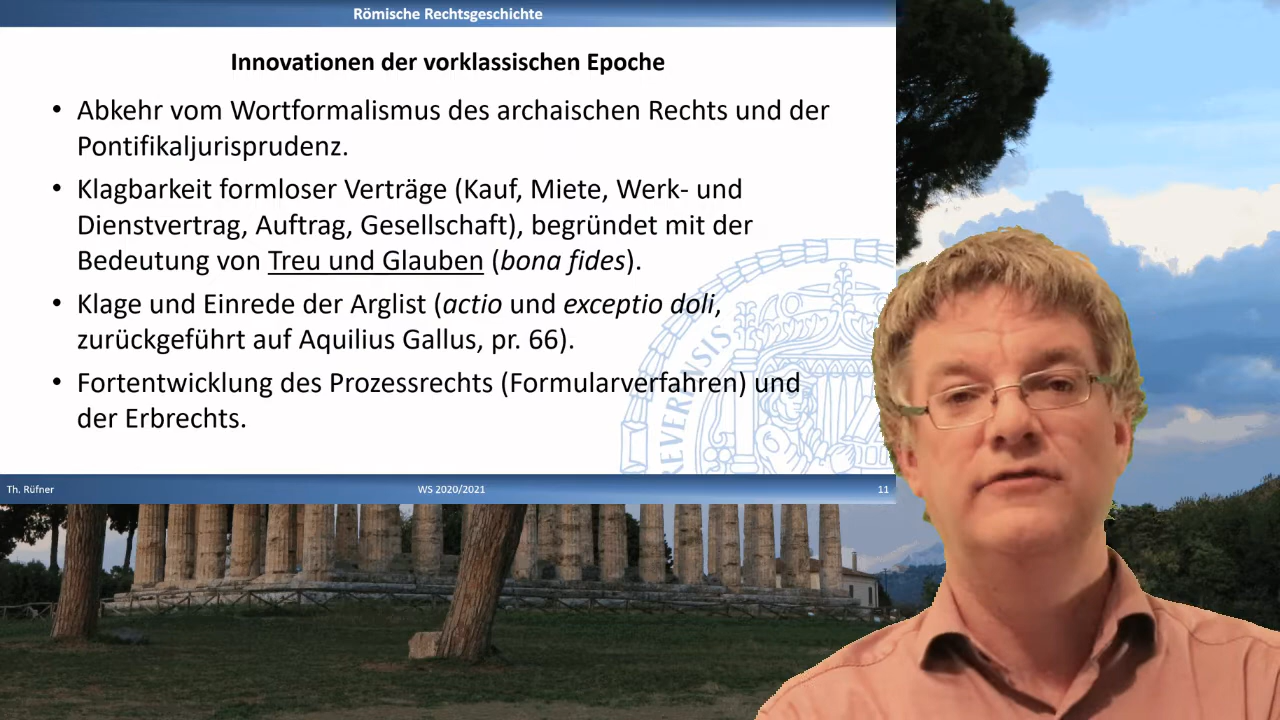 Römische Rechtsgeschichte
Innovationen der vorklassischen Epoche
• Abkehr vom Wortformalismus des archaischen Rechts und der
Pontifikaljurisprudenz.
• Klagbarkeit formloser Verträge (Kauf, Miete, Werk- und
Dienstvertrag, Auftrag, Gesellschaft), begründet mit der
Bedeutung von Treu und Glauben (bona fides).
• Klage und Einrede der Arglist (actio und exceptio doli,
zurückgeführt auf Aquilius Gallus, pr. 66).
• Fortentwicklung des Prozessrechts (Formularverfahren) und
der Erbrechts.
REVERENSIS
Th. Rüfner WS 2020/2021 11